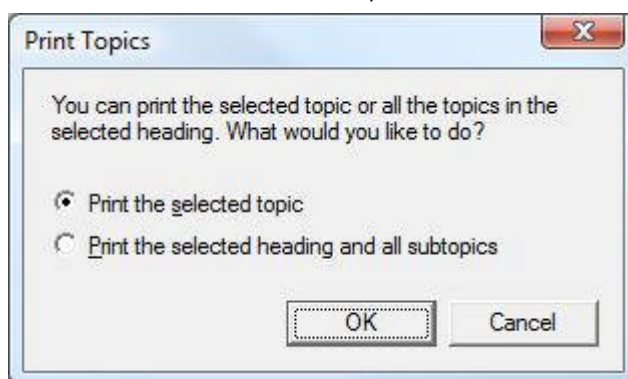 Print Topics
You can print the selected topic or all the topics in the
selected heading. What would you like to do?
Print the selected topic
Print the selected heading and all subtopics
OK
Cancel